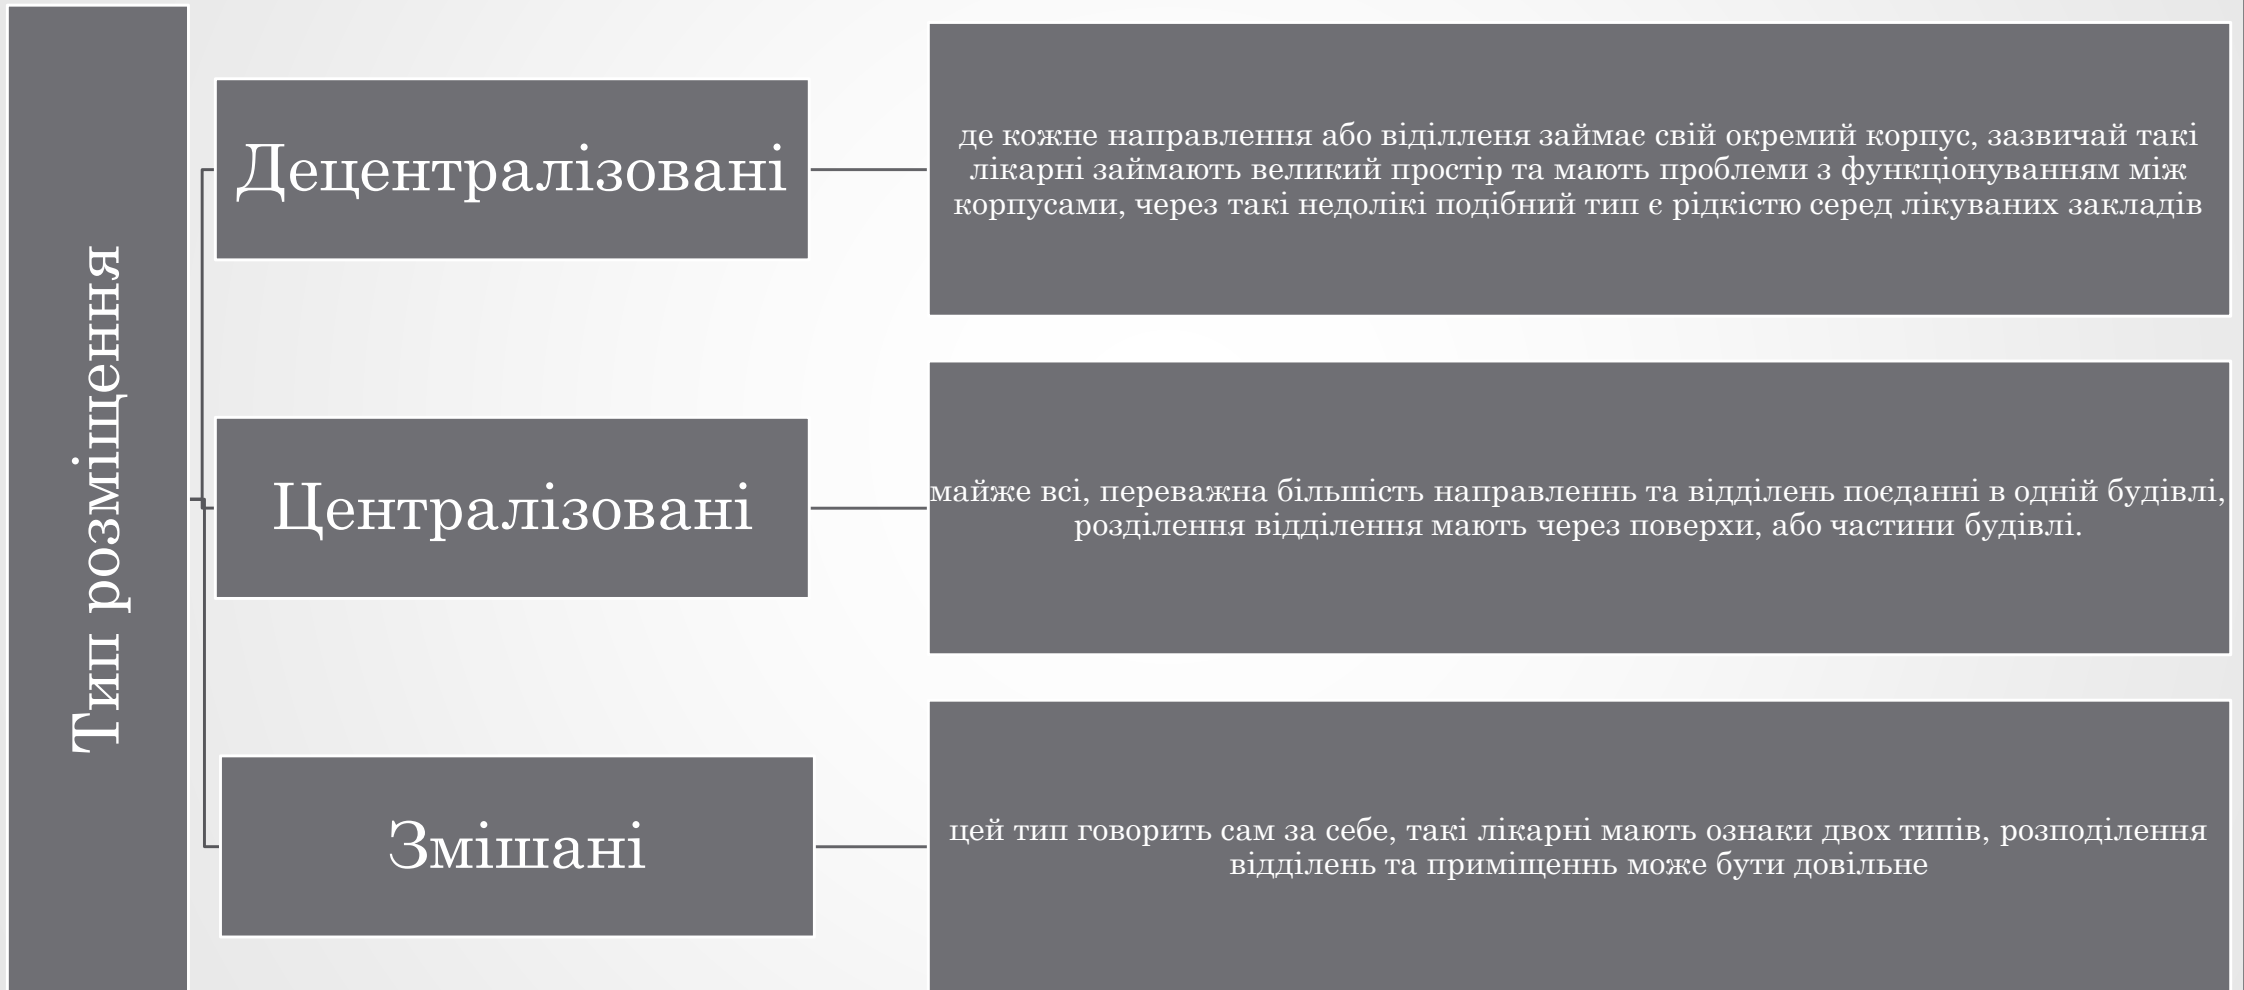 Тип розміщення
Децентралізовані
де кожне направлення або віділленя займає свій окремий корпус, зазвичай такі
лікарні займають великий простір та мають проблеми з функціонуванням між
корпусами, через такі недолікі подібний тип є рідкістю серед лікуваних закладів
Централізовані
майже всі, переважна більшість направленнь та відділень поєданні в одній будівлі,
розділення відділення мають через поверхи, або частини будівлі.
Змішані
цей тип говорить сам за себе, такі лікарні мають ознаки двох типів, розподілення
відділень та приміщеннь може бути довільне